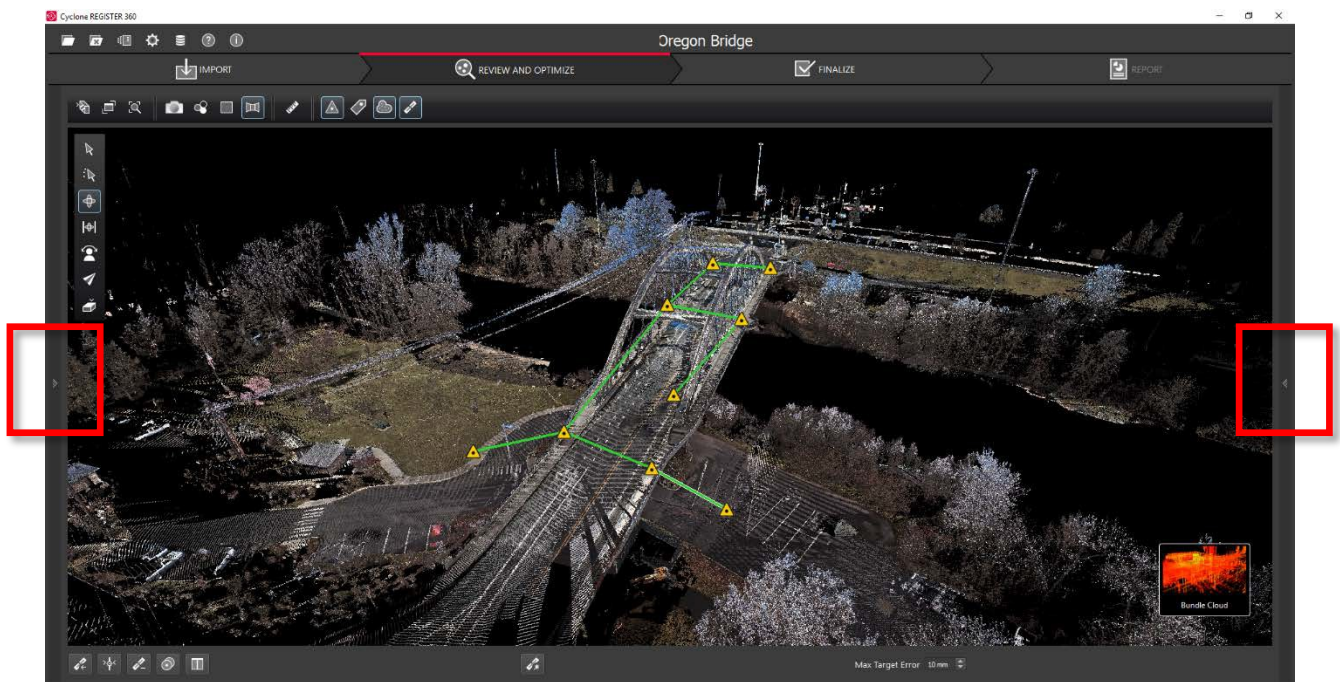 Cyclone REGISTER 360
Oregon Bridge
IMPORT
REVIEW AND OPTIMIZE
FINALIZE
REPORT
Bundle Cloud
Max Target Error 10 mm